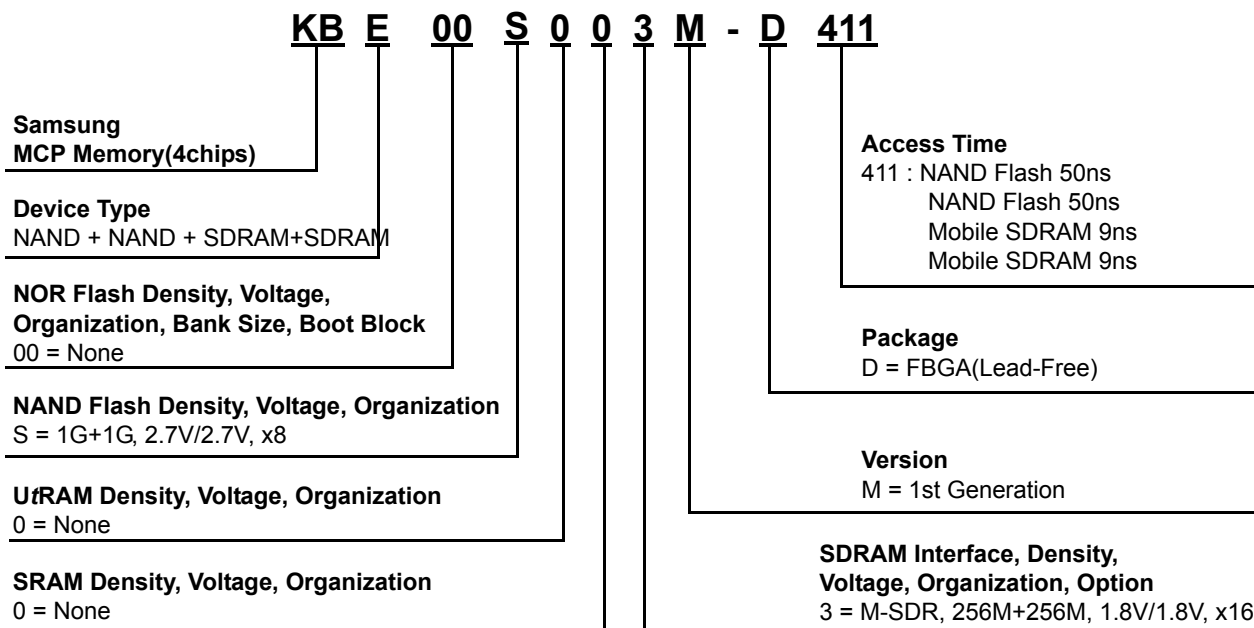 KB E 00 S 0 0 3 M - D 411
Samsung
MCP Memory(4chips)
Device Type
NAND + NAND + SDRAM+SDRAM
NOR Flash Density, Voltage,
Organization, Bank Size, Boot Block
00 = None
NAND Flash Density, Voltage, Organization
S = 1G+1G, 2.7V/2.7V, x8
UtRAM Density, Voltage, Organization
0 = None
SRAM Density, Voltage, Organization
0 = None
Access Time
411 : NAND Flash 50ns
NAND Flash 50ns
Mobile SDRAM 9ns
Mobile SDRAM 9ns
Package
D = FBGA(Lead-Free)
Version
M = 1st Generation
SDRAM Interface, Density,
Voltage, Organization, Option
3 = M-SDR, 256M+256M, 1.8V/1.8V, x16